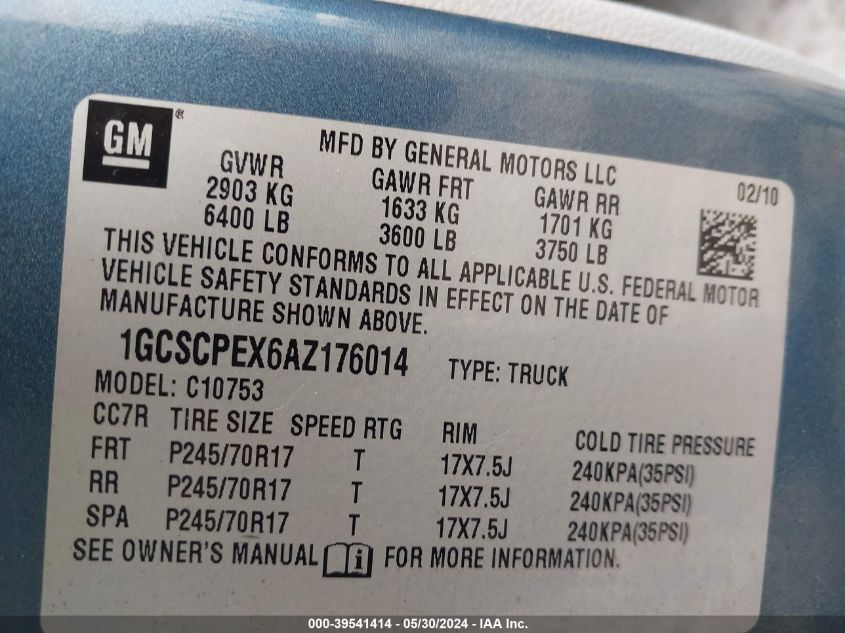 GM®
MFD BY GENERAL MOTORS LLC
02/10
GVWR GAWR FRT GAWR RR
2903 KG 1633 KG 1701 KG
6400 LB 3600 LB 3750 LB
THIS VEHICLE CONFORMS TO ALL APPLICABLE U.S. FEDERAL MOTOR
VEHICLE SAFETY STANDARDS IN EFFECT ON THE DATE OF
MANUFACTURE SHOWN ABOVE.
1GCSCPEX6AZ176014 TYPE: TRUCK
MODEL: C10753
CC7R TIRE SIZE SPEED RTG RIM COLD TIRE PRESSURE
FRT P245/70R17 T 17X7.5J 240KPA(35PSI)
RR P245/70R17 T 17X7.5J 240KPA(35PSI)
SPA P245/70R17 T 17X7.5J 240KPA(35PSI)
SEE OWNER'S MANUAL i FOR MORE INFORMATION.
000-39541414 / 05/30/2024 - IAA Inc.